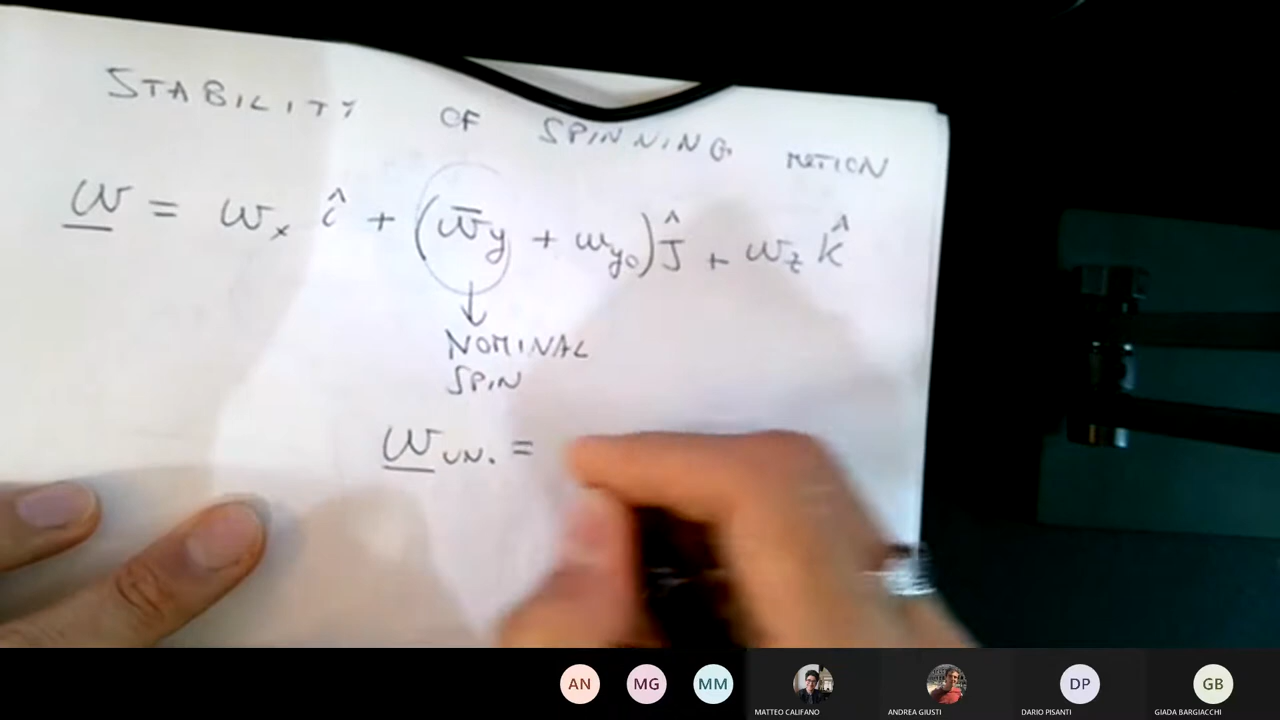 STABILITY OF SPINNING MOTION
ω = ωₓ î + (ω̄y + ωy₀) ĵ + ωz k̂
↓
NOMINAL
SPIN
ω UN. =
AN MG MM DP GB
MATTEO CALIFANO ANDREA GIUSTI DARIO PISANTI GIADA BARGIACCHI